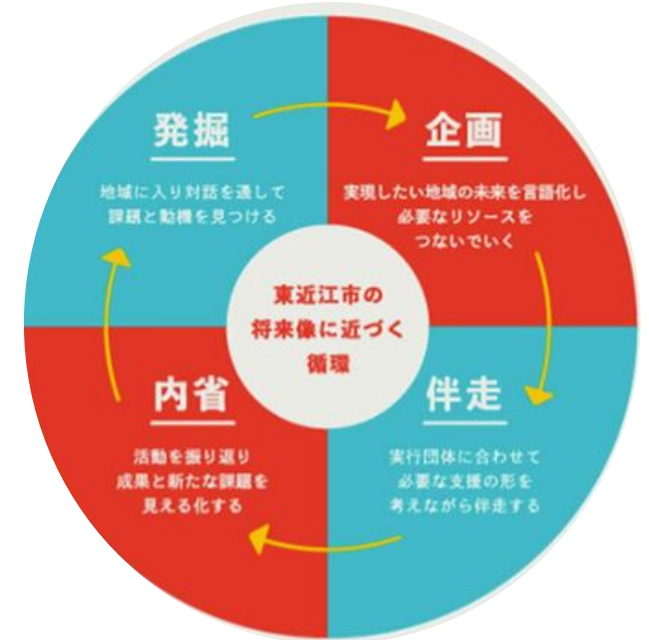 発掘
地域に入り対話を通して
課題と動機を見つける
企画
実現したい地域の未来を言語化し
必要なリソースを
つないでいく
東近江市の
将来像に近づく
循環
内省
活動を振り返り
成果と新たな課題を
見える化する
伴走
実行団体に合わせて
必要な支援の形を
考えながら伴走する